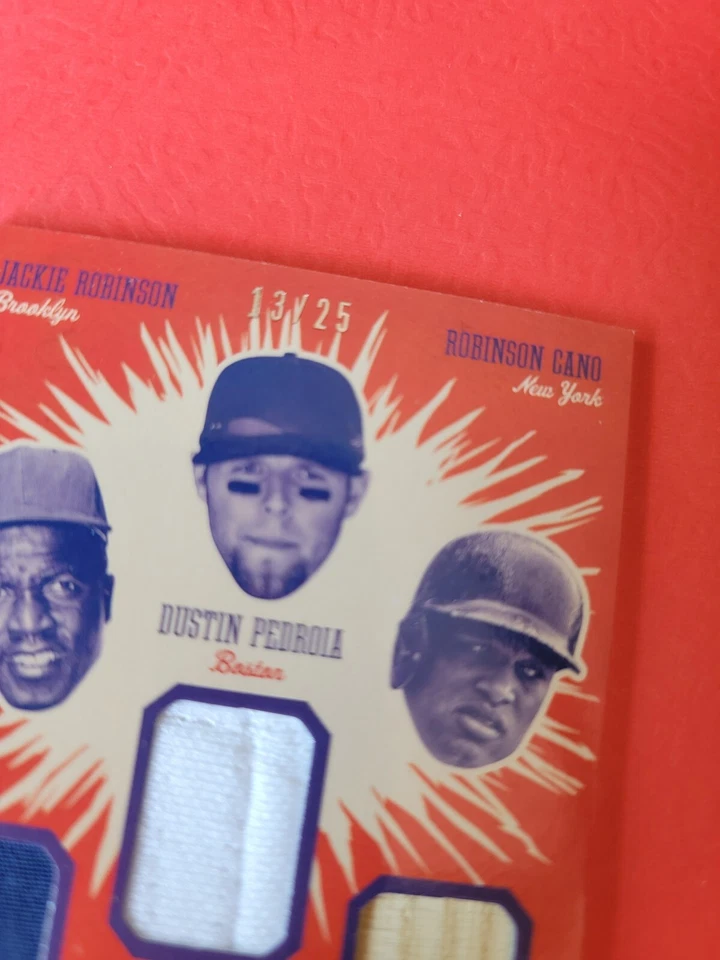 JACKIE ROBINSON
Brooklyn
13/25
ROBINSON CANO
New York
DUSTIN PEDROIA
Boston